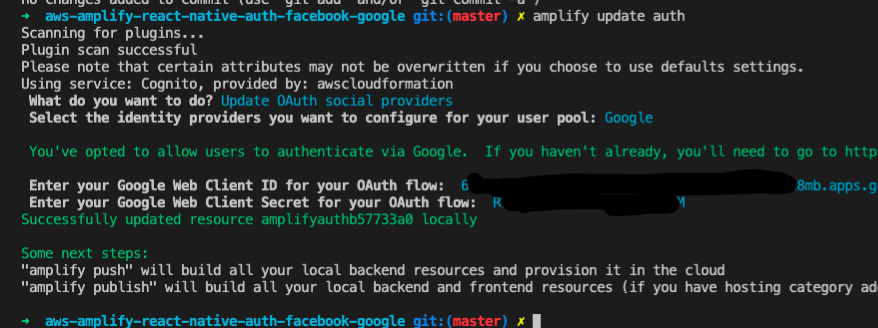 no changes added to commit (use "git add" and/or "git commit -a")
➜  aws-amplify-react-native-auth-facebook-google git:(master) ✗ amplify update auth
Scanning for plugins...
Plugin scan successful
Please note that certain attributes may not be overwritten if you choose to use defaults settings.
Using service: Cognito, provided by: awscloudformation
What do you want to do? Update OAuth social providers
Select the identity providers you want to configure for your user pool: Google
You've opted to allow users to authenticate via Google.  If you haven't already, you'll need to go to http
Enter your Google Web Client ID for your OAuth flow:  6 8mb.apps.g
Enter your Google Web Client Secret for your OAuth flow:  R M
Successfully updated resource amplifyauthb57733a0 locally
Some next steps:
"amplify push" will build all your local backend resources and provision it in the cloud
"amplify publish" will build all your local backend and frontend resources (if you have hosting category ad
➜  aws-amplify-react-native-auth-facebook-google git:(master) ✗